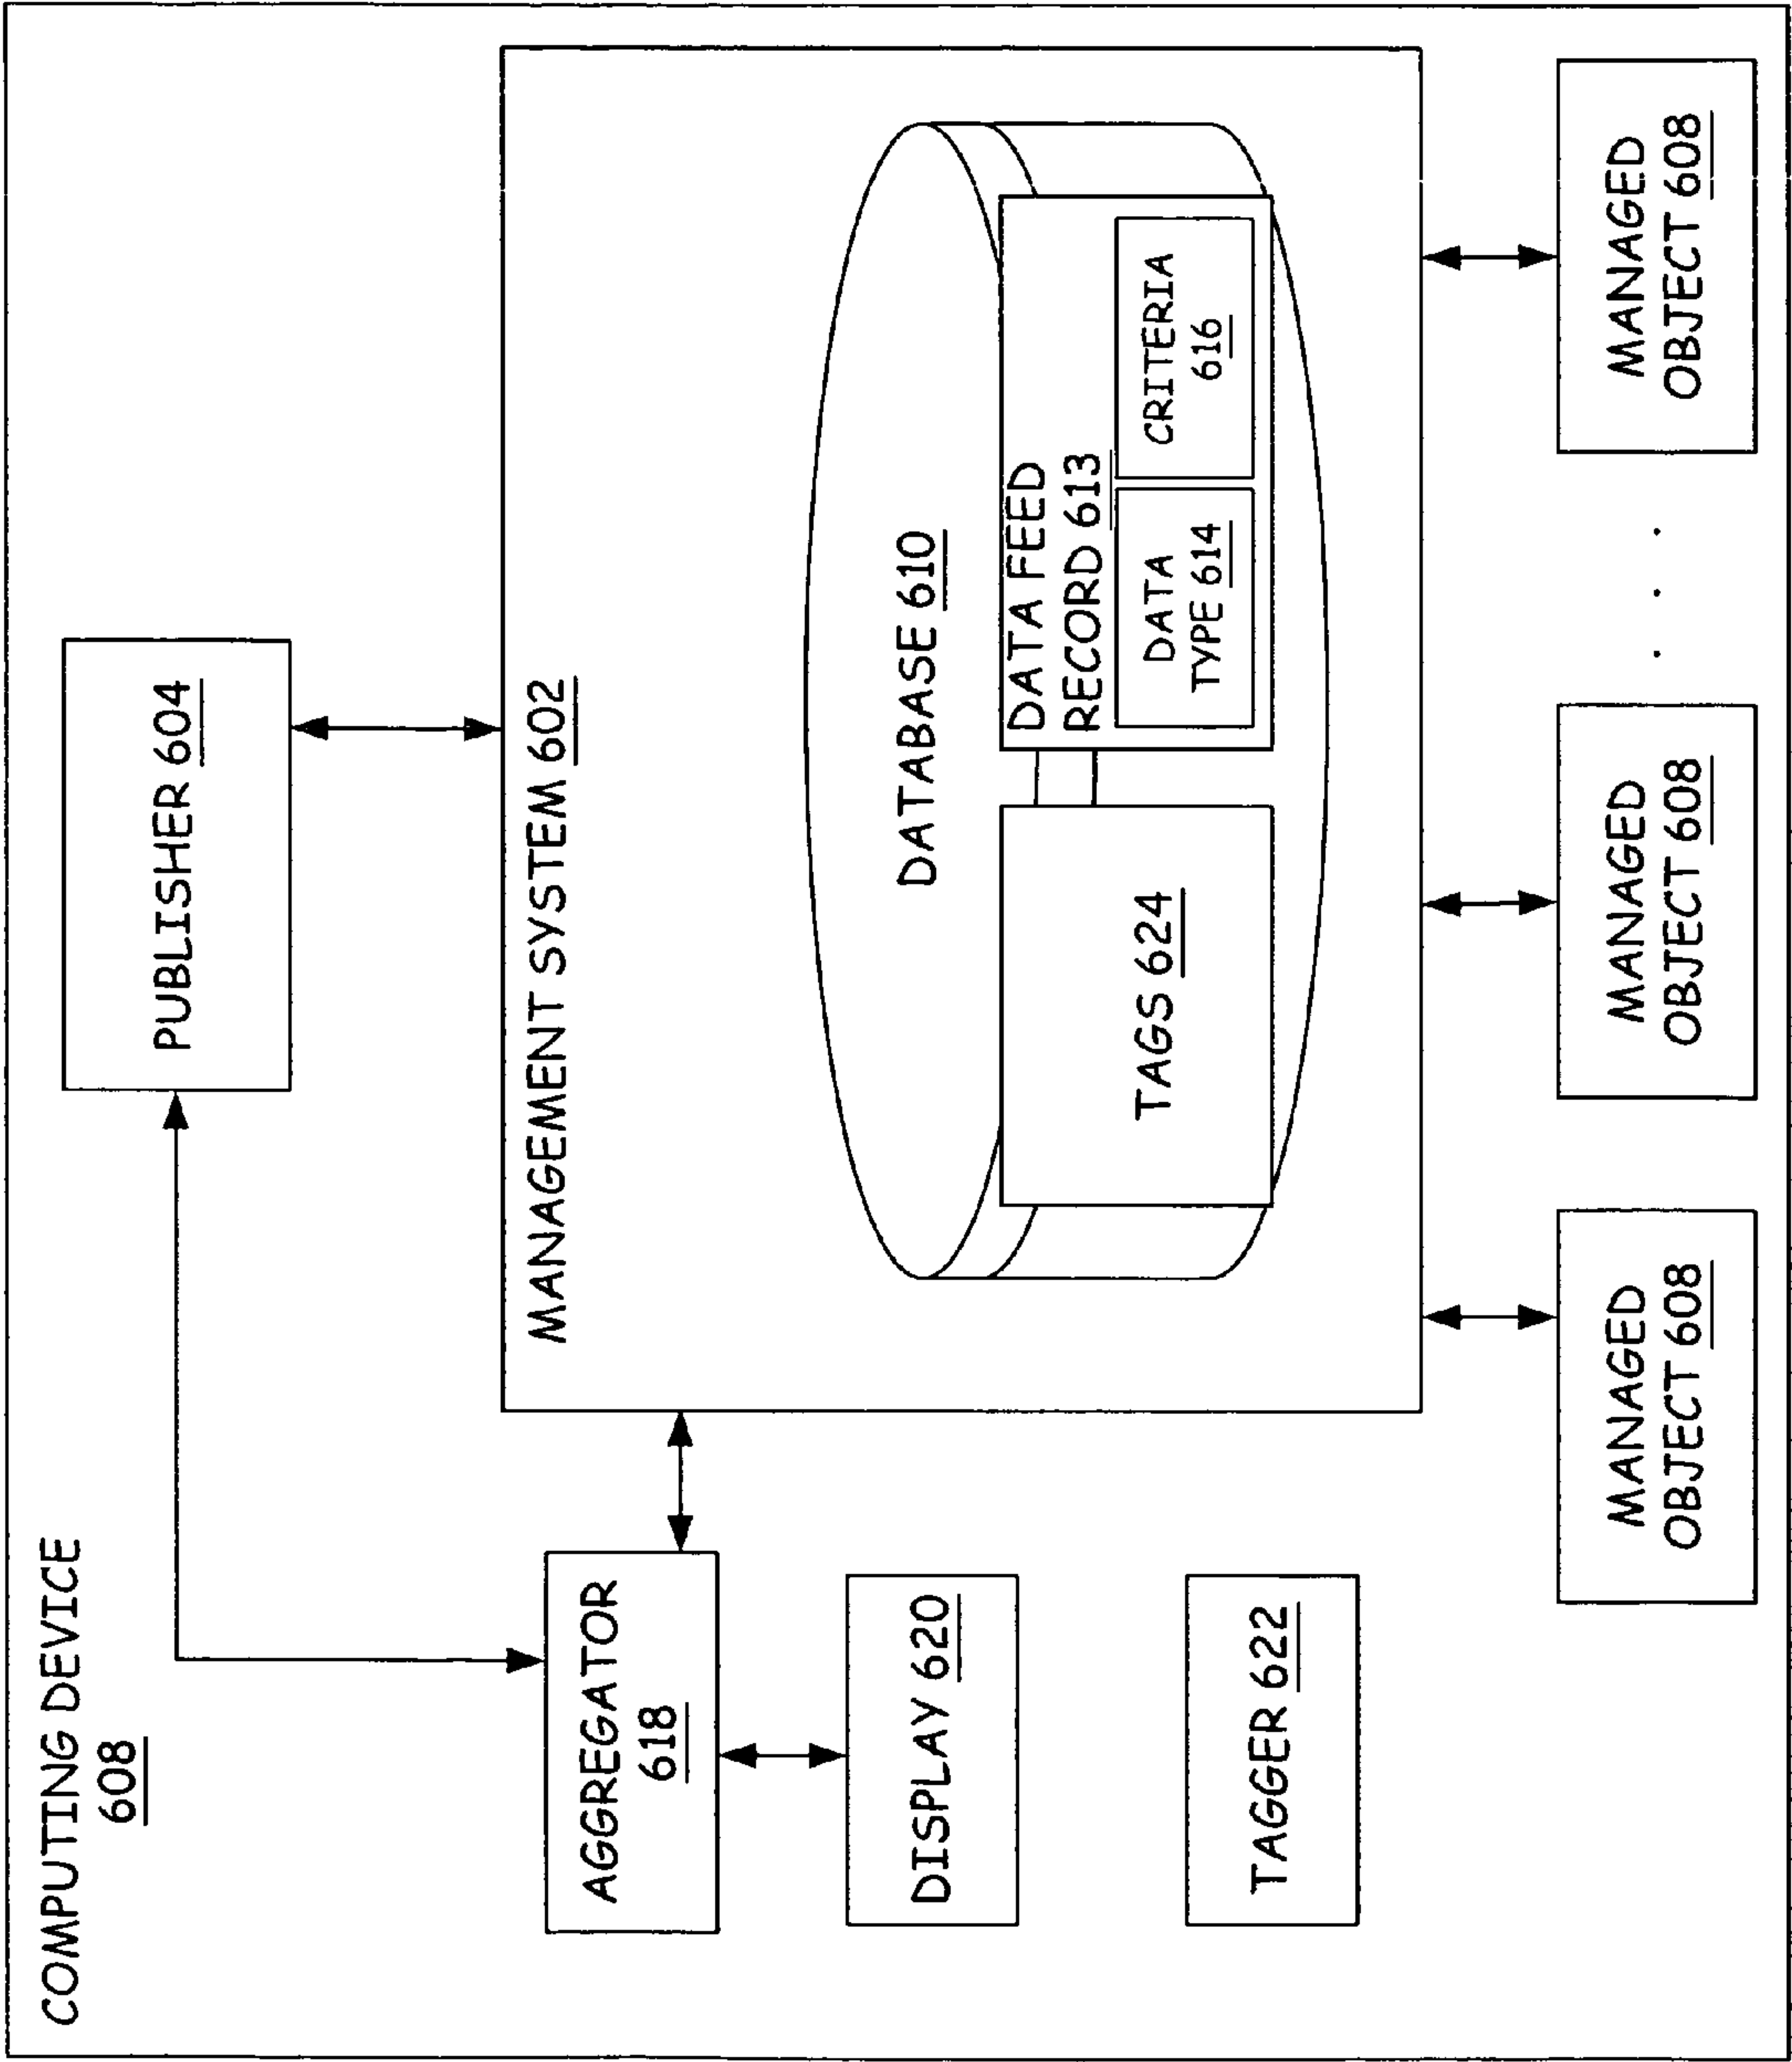 COMPUTING DEVICE
608
PUBLISHER 604
AGGREGATOR
618
MANAGEMENT SYSTEM 602
DISPLAY 620
DATABASE 610
TAGGER 622
TAGS 624
DATA FEED
RECORD 613
DATA
TYPE 614
CRITERIA
616
MANAGED
OBJECT 608
MANAGED
OBJECT 608
. . .
MANAGED
OBJECT 608